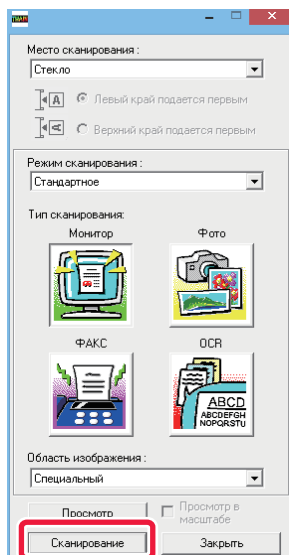 Место сканирования :
Стекло
A Левый край подается первым
A Верхний край подается первым
Режим сканирования :
Стандартное
Тип сканирования:
Монитор Фото
ФАКС OCR
ABCD
ABCDEFGH
NOPQRSTU
Область изображения :
Специальный
Просмотр Просмотр в масштабе
Сканирование Закрыть